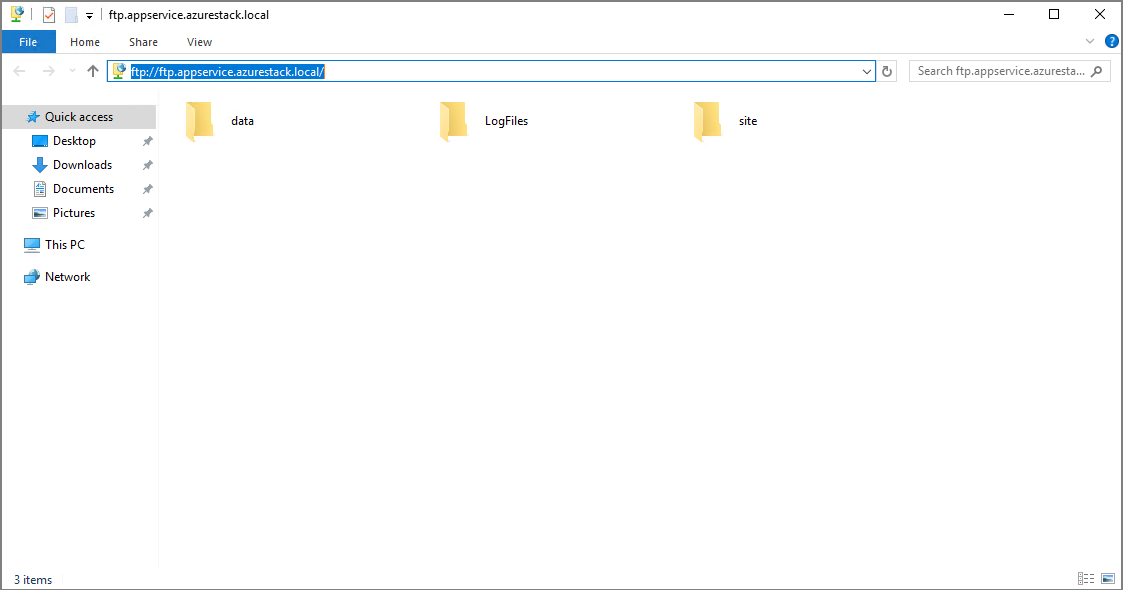 ftp.appservice.azurestack.local
File Home Share View
?
ftp://ftp.appservice.azurestack.local/
Search ftp.appservice.azuresta...
Quick access
Desktop
Downloads
Documents
Pictures
This PC
Network
data
LogFiles
site
3 items